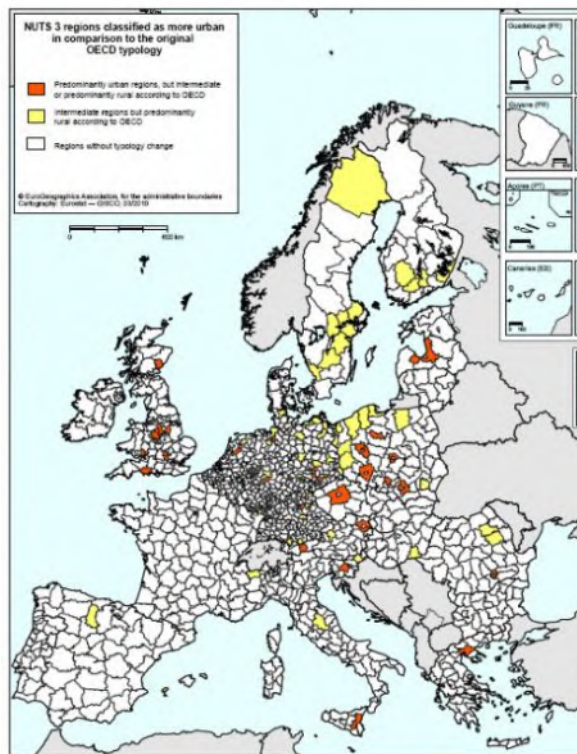 NUTS 3 regions classified as more urban
in comparison to the original
OECD typology
Predominantly urban regions, but intermediate
or predominantly rural according to OECD
Intermediate regions but predominantly
rural according to OECD
Regions without typology change
© EuroGeographics Association, for the administrative boundaries
Cartography: Eurostat — GISCO, 03/2010
0 400 km
Guadeloupe (FR)
Guyane (FR)
Açores (PT)
Canarias (ES)